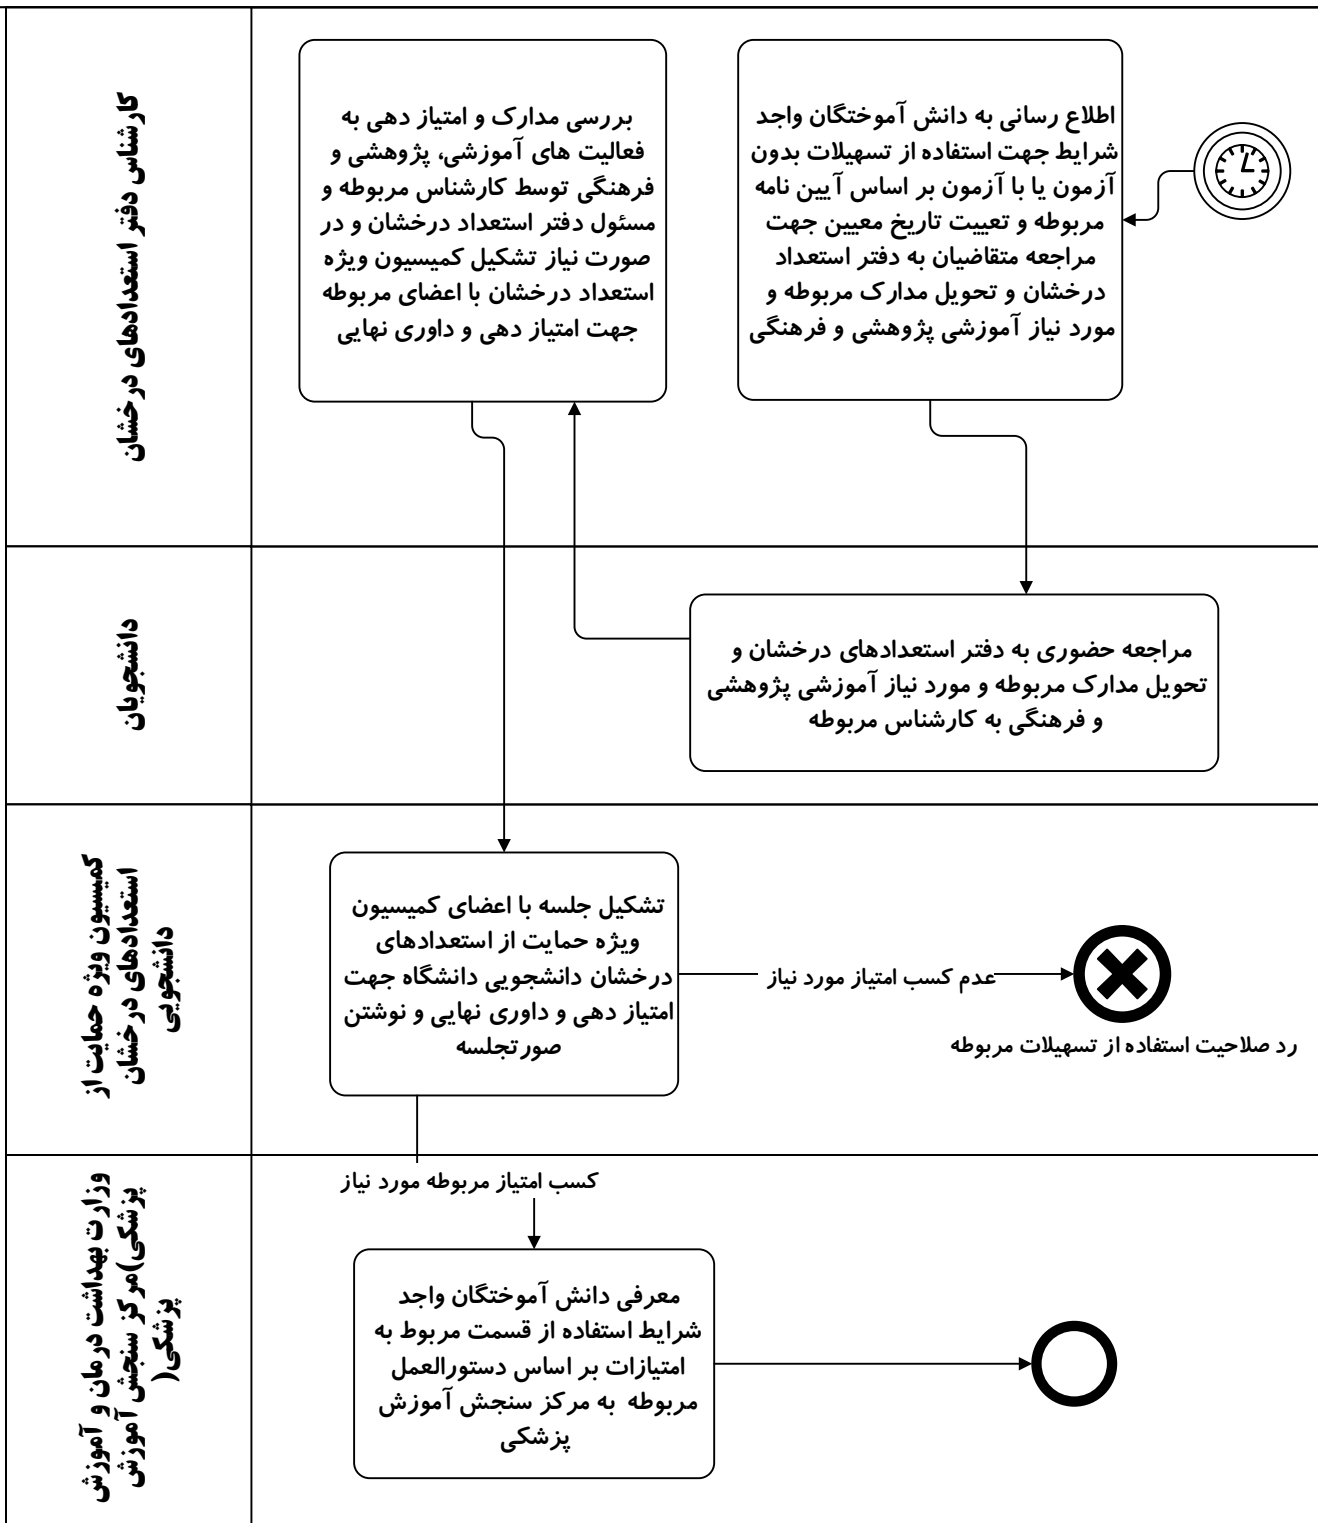 کارشناس دفتر استعدادهای درخشان
اطلاع رسانی به دانش آموختگان واجد
شرایط جهت استفاده از تسهیلات بدون
آزمون یا با آزمون بر اساس آیین نامه
مربوطه و تعییت تاریخ معیین جهت
مراجعه متقاضیان به دفتر استعداد
درخشان و تحویل مدارک مربوطه و
مورد نیاز آموزشی پژوهشی و فرهنگی
بررسی مدارک و امتیاز دهی به
فعالیت های آموزشی، پژوهشی و
فرهنگی توسط کارشناس مربوطه و
مسئول دفتر استعداد درخشان و در
صورت نیاز تشکیل کمیسیون ویژه
استعداد درخشان با اعضای مربوطه
جهت امتیاز دهی و داوری نهایی
دانشجویان
مراجعه حضوری به دفتر استعدادهای درخشان و
تحویل مدارک مربوطه و مورد نیاز آموزشی پژوهشی
و فرهنگی به کارشناس مربوطه
کمیسیون ویژه حمایت از
استعدادهای درخشان
دانشجویی
تشکیل جلسه با اعضای کمیسیون
ویژه حمایت از استعدادهای
درخشان دانشجویی دانشگاه جهت
امتیاز دهی و داوری نهایی و نوشتن
صورتجلسه
عدم کسب امتیاز مورد نیاز
رد صلاحیت استفاده از تسهیلات مربوطه
وزارت بهداشت درمان و آموزش
پزشکی)مرکز سنجش آموزش
پزشکی(
کسب امتیاز مربوطه مورد نیاز
معرفی دانش آموختگان واجد
شرایط استفاده از قسمت مربوط به
امتیازات بر اساس دستورالعمل
مربوطه به مرکز سنجش آموزش
پزشکی